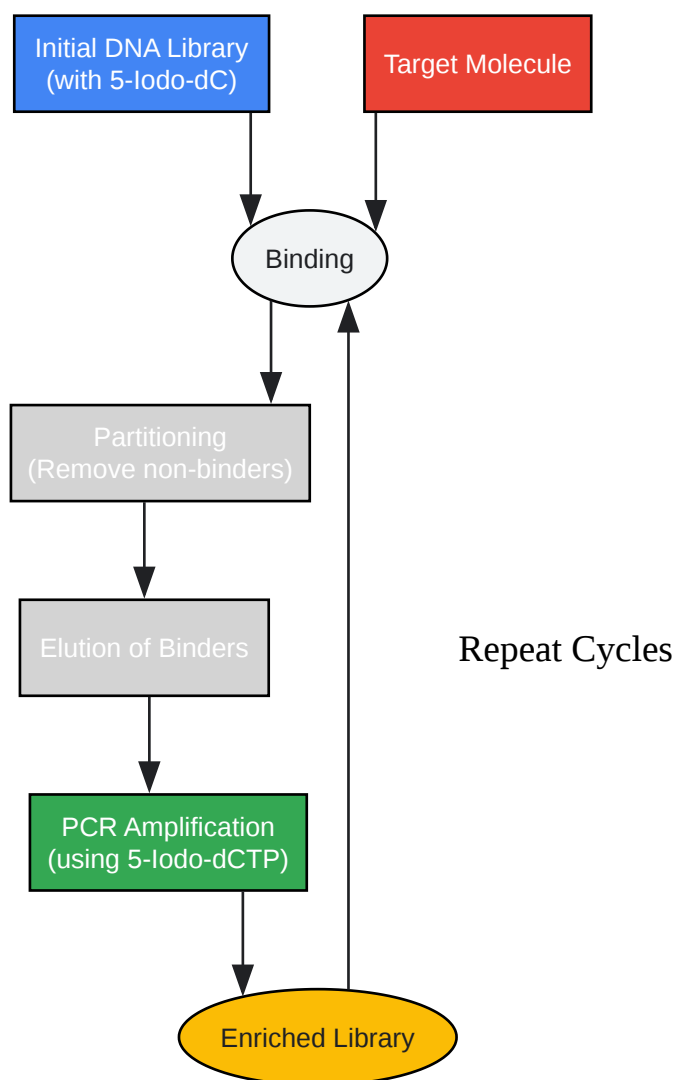 Initial DNA Library
(with 5-Iodo-dC)
Target Molecule
Binding
Partitioning
(Remove non-binders)
Elution of Binders
Repeat Cycles
PCR Amplification
(using 5-Iodo-dCTP)
Enriched Library